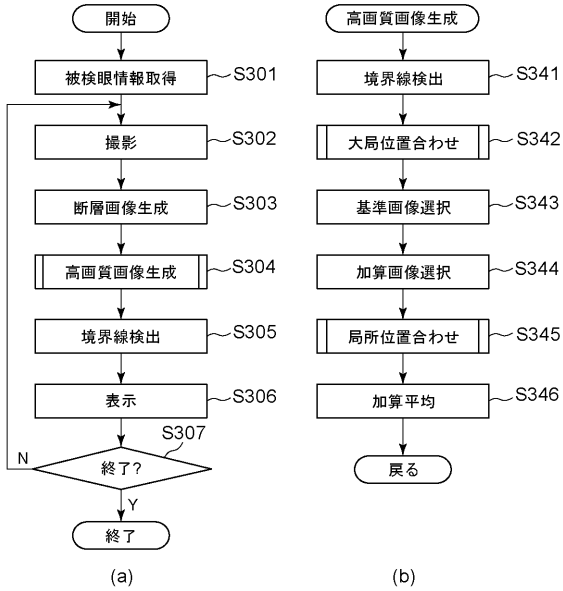 開始
被検眼情報取得
S301
撮影
S302
断層画像生成
S303
高画質画像生成
S304
境界線検出
S305
表示
S306
S307
終了?
N
Y
終了
(a)
高画質画像生成
境界線検出
S341
大局位置合わせ
S342
基準画像選択
S343
加算画像選択
S344
局所位置合わせ
S345
加算平均
S346
戻る
(b)